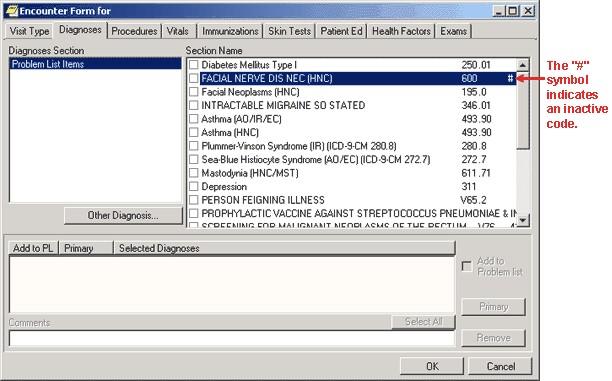 Encounter Form for
Visit Type Diagnoses Procedures Vitals Immunizations Skin Tests Patient Ed Health Factors Exams
Diagnoses Section
Problem List Items
Other Diagnosis...
Section Name
Diabetes Mellitus Type I 250.01
FACIAL NERVE DIS NEC (HNC) 600 #
Facial Neoplasms (HNC) 195.0
INTRACTABLE MIGRAINE SO STATED 346.01
Asthma (AO/IR/EC) 493.90
Asthma (HNC) 493.90
Plummer-Vinson Syndrome (IR) (ICD-9-CM 280.8) 280.8
Sea-Blue Histiocyte Syndrome (AO/EC) (ICD-9-CM 272.7) 272.7
Mastodynia (HNC/MST) 611.71
Depression 311
PERSON FEIGNING ILLNESS V65.2
PROPHYLACTIC VACCINE AGAINST STREPTOCOCCUS PNEUMONIAE &
SCREENING FOR MALIGNANT NEOPLASMS OF THE RECTUM V76
The "#"
symbol
indicates
an inactive
code.
Add to PL Primary Selected Diagnoses
Add to
Problem list
Primary
Comments
Select All
Remove
OK Cancel